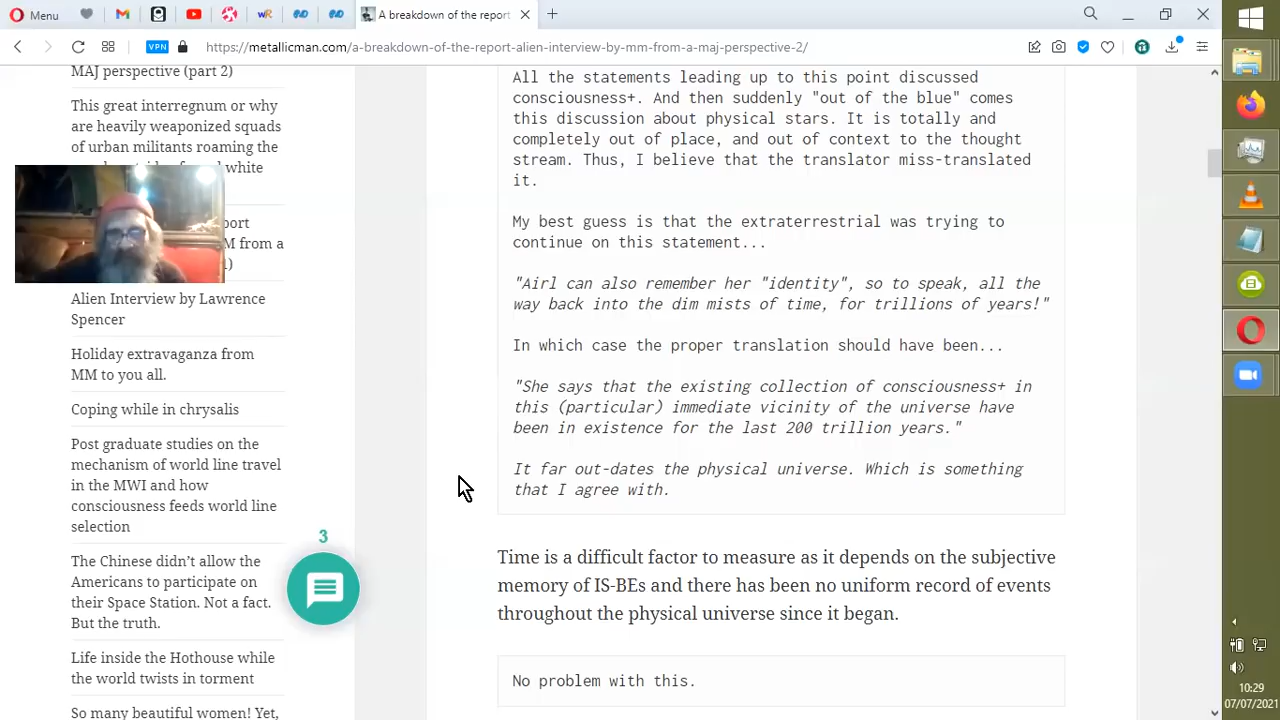 Menu
A breakdown of the report
https://metallicman.com/a-breakdown-of-the-report-alien-interview-by-mm-from-a-maj-perspective-2/
VPN
MAJ perspective (part 2)
This great interregnum or why
are heavily weaponized squads
of urban militants roaming the
white
port
M from a
)
Alien Interview by Lawrence
Spencer
Holiday extravaganza from
MM to you all.
Coping while in chrysalis
Post graduate studies on the
mechanism of world line travel
in the MWI and how
consciousness feeds world line
selection
The Chinese didn’t allow the
Americans to participate on
their Space Station. Not a fact.
But the truth.
Life inside the Hothouse while
the world twists in torment
So many beautiful women! Yet,
3
All the statements leading up to this point discussed
consciousness+. And then suddenly "out of the blue" comes
this discussion about physical stars. It is totally and
completely out of place, and out of context to the thought
stream. Thus, I believe that the translator miss-translated
it.
My best guess is that the extraterrestrial was trying to
continue on this statement...
"Airl can also remember her "identity", so to speak, all the
way back into the dim mists of time, for trillions of years!"
In which case the proper translation should have been...
"She says that the existing collection of consciousness+ in
this (particular) immediate vicinity of the universe have
been in existence for the last 200 trillion years."
It far out-dates the physical universe. Which is something
that I agree with.
Time is a difficult factor to measure as it depends on the subjective
memory of IS-BEs and there has been no uniform record of events
throughout the physical universe since it began.
No problem with this.
10:29
07/07/2021